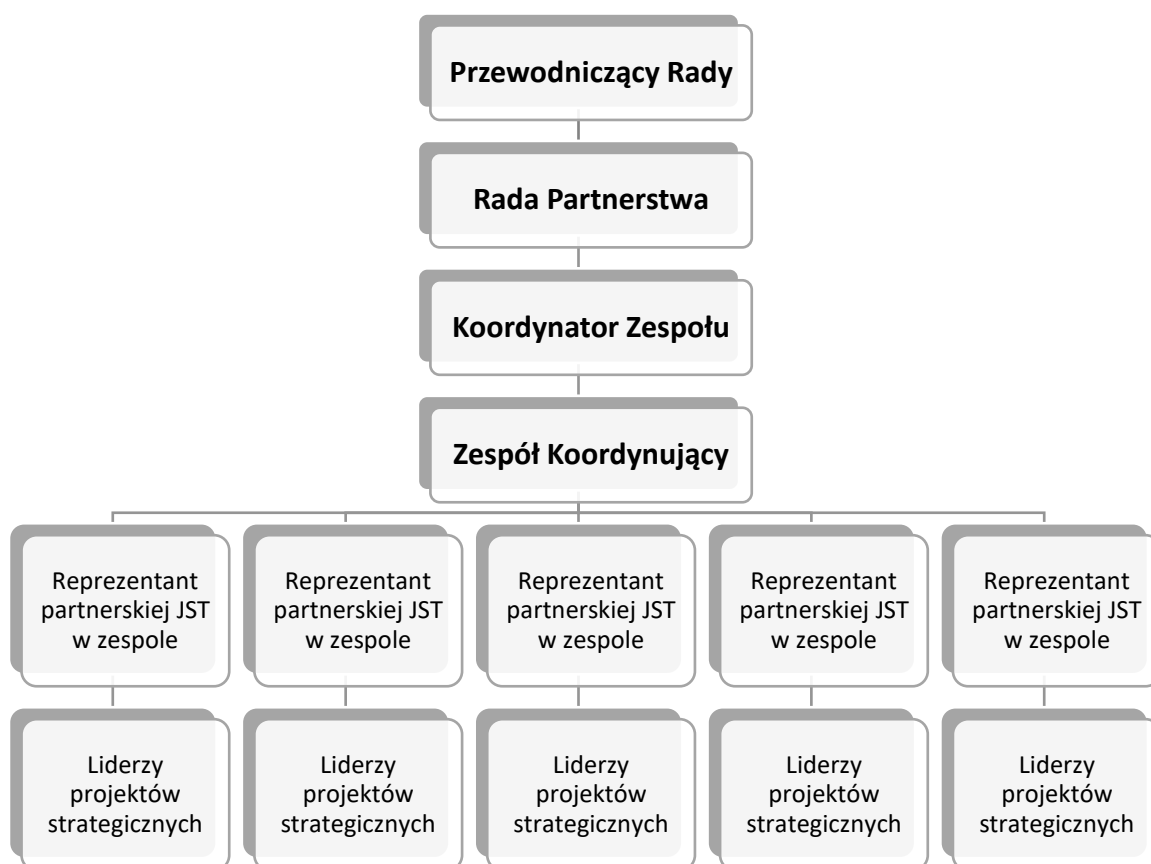 Przewodniczący Rady
Rada Partnerstwa
Koordynator Zespołu
Zespół Koordynujący
Reprezentant
partnerskiej JST
w zespole
Reprezentant
partnerskiej JST
w zespole
Reprezentant
partnerskiej JST
w zespole
Reprezentant
partnerskiej JST
w zespole
Reprezentant
partnerskiej JST
w zespole
Liderzy
projektów
strategicznych
Liderzy
projektów
strategicznych
Liderzy
projektów
strategicznych
Liderzy
projektów
strategicznych
Liderzy
projektów
strategicznych